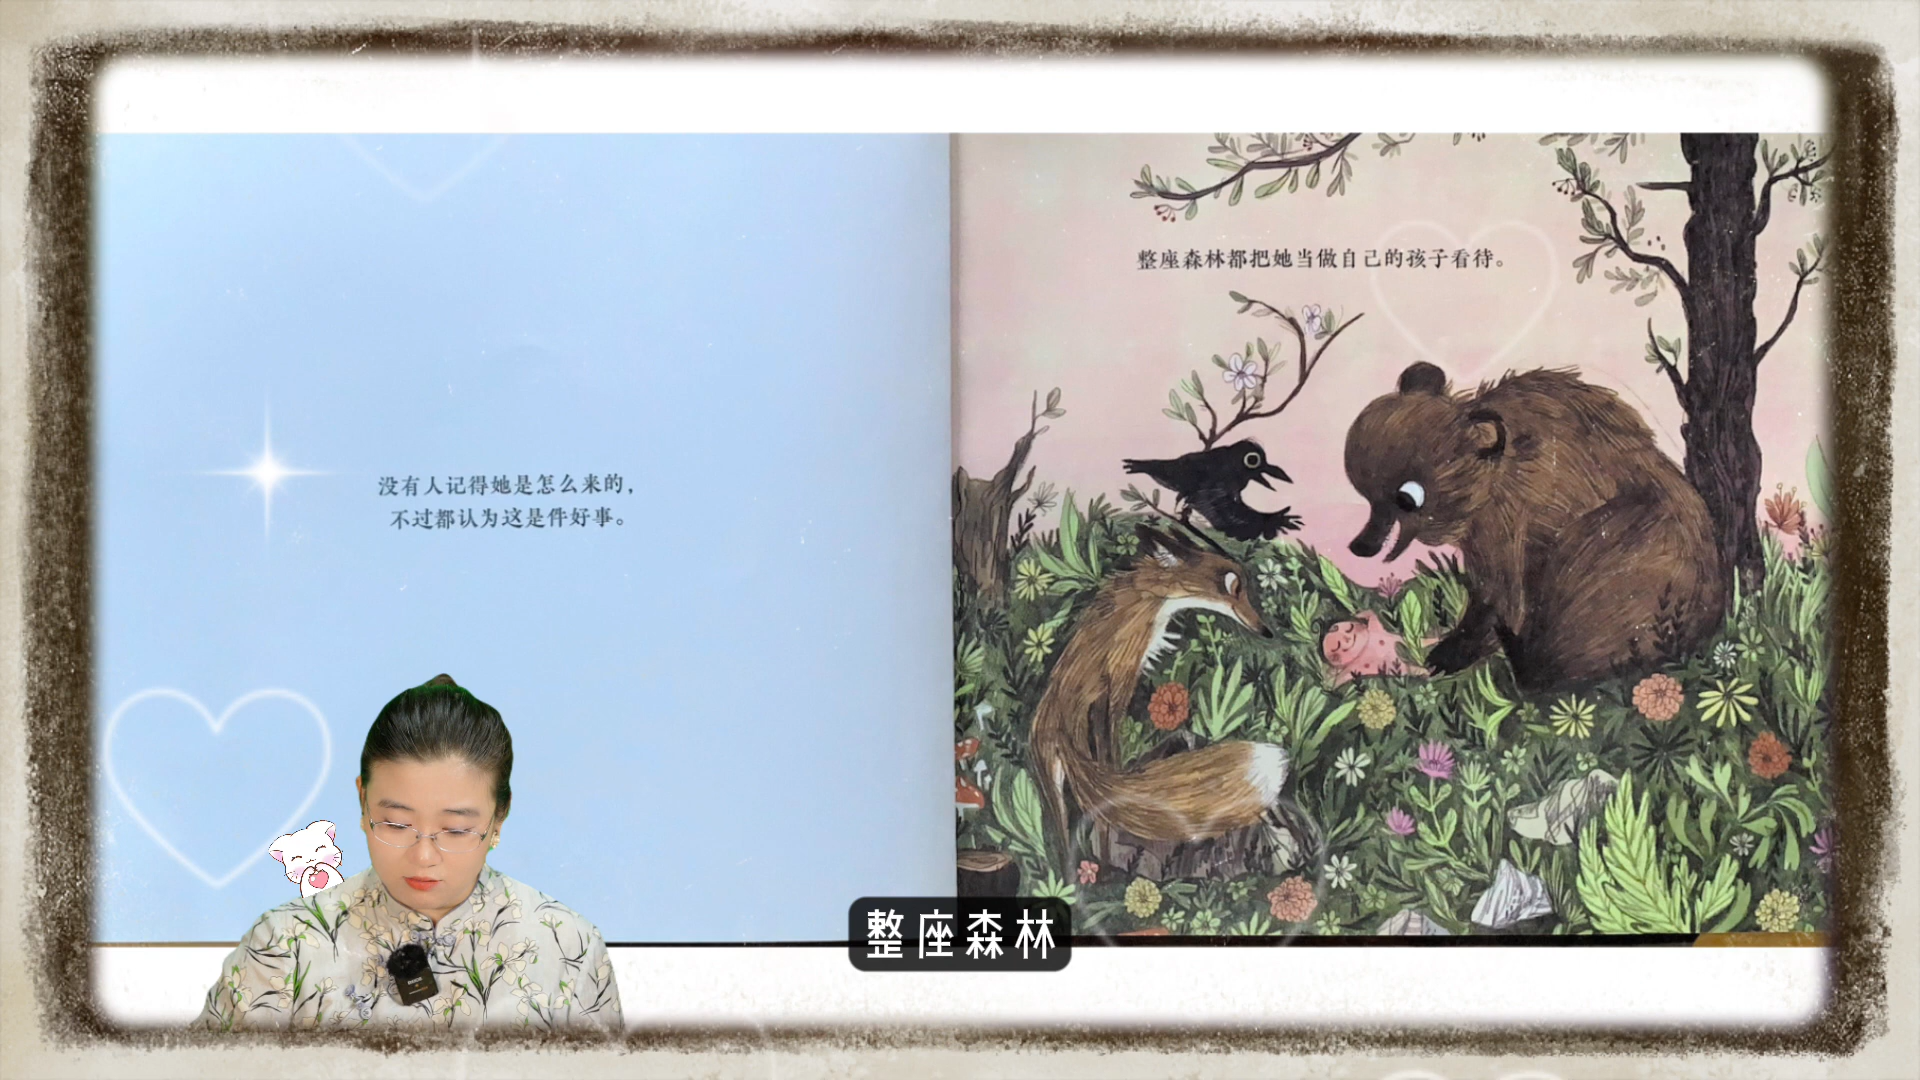 没有人记得她是怎么来的，
不过都认为这是件好事。
整座森林都把她当做自己的孩子看待。
整座森林